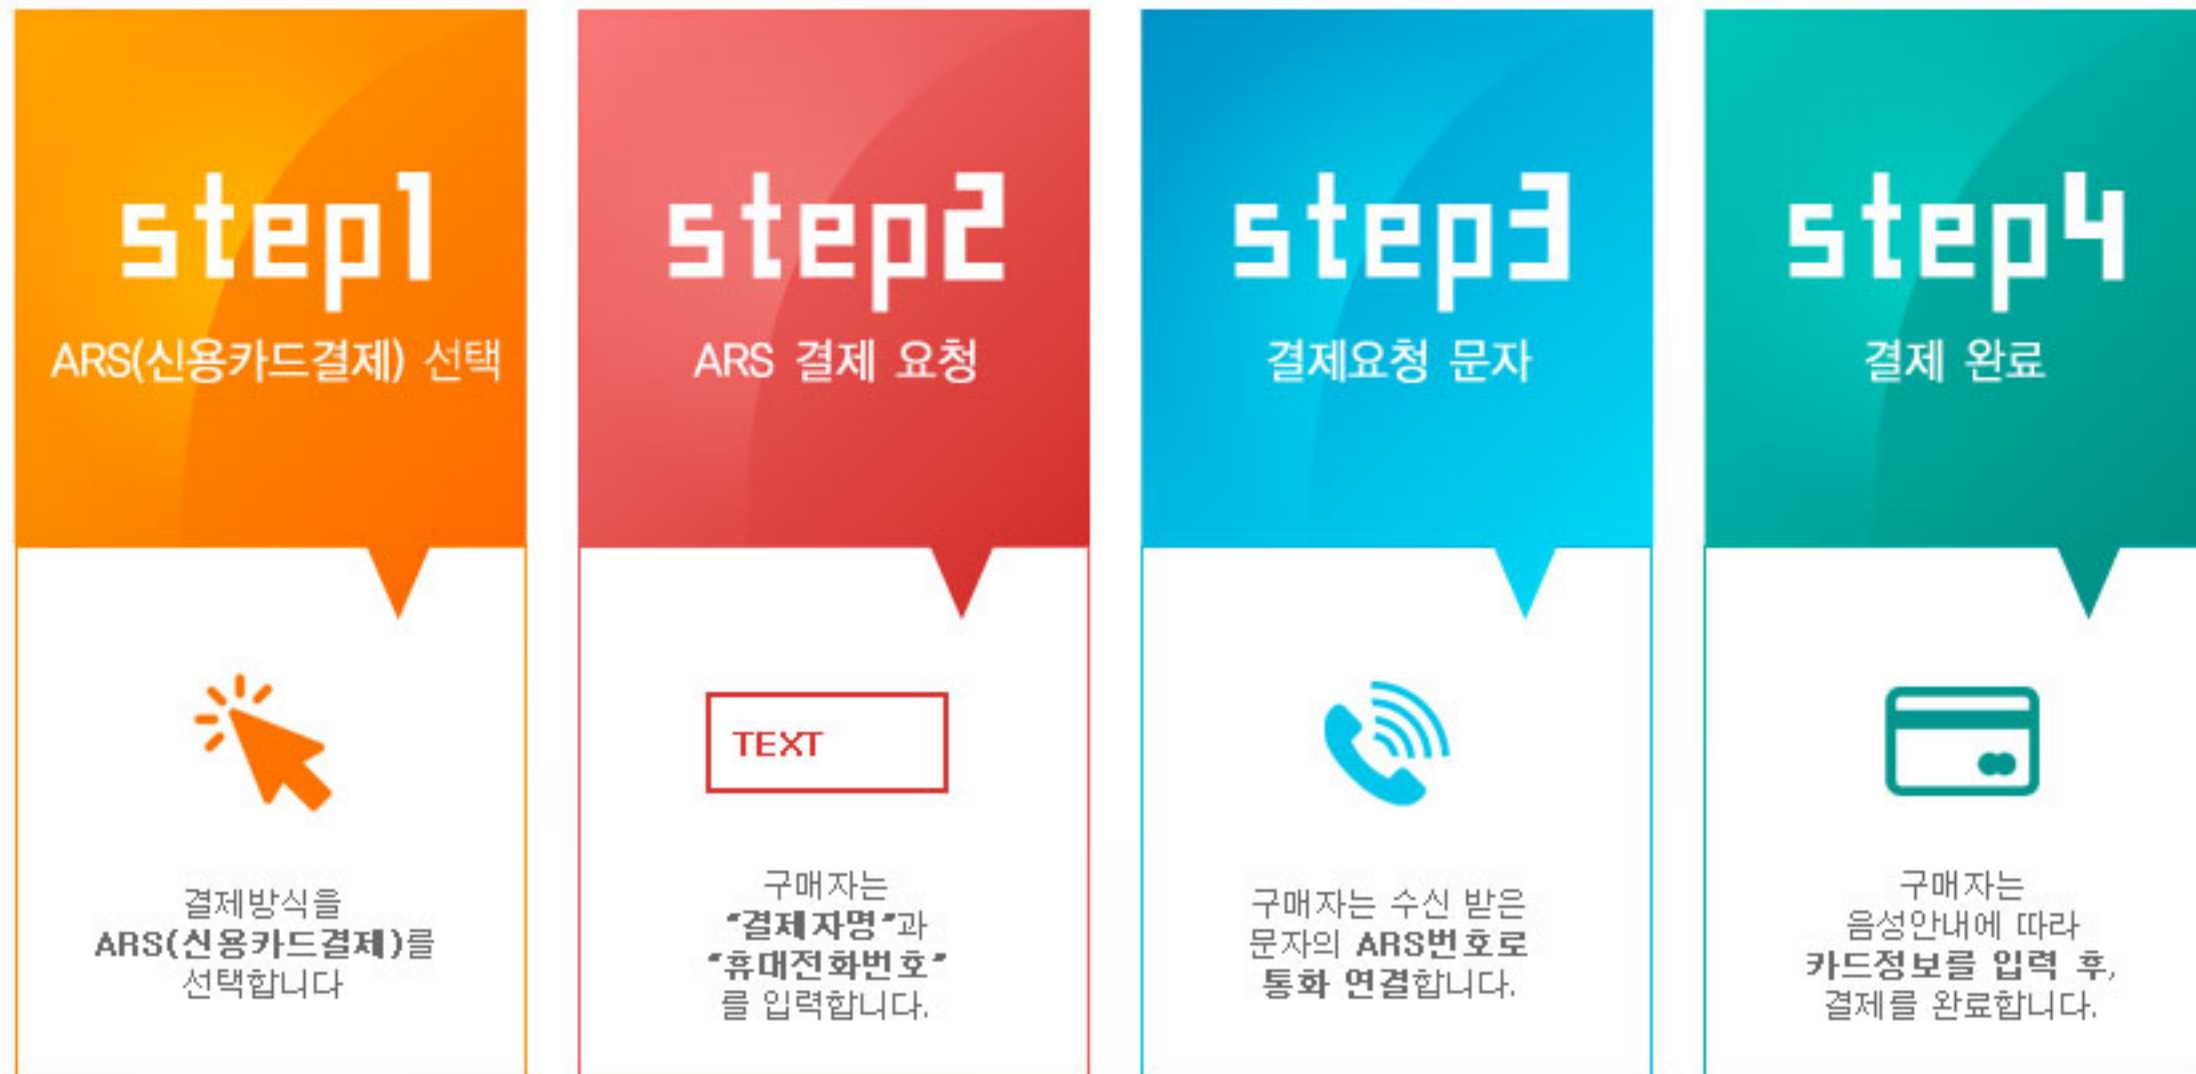 step1
ARS(신용카드결제) 선택
결제방식을
ARS(신용카드결제)를
선택합니다
step2
ARS 결제 요청
TEXT
구매자는
"결제자명"과
"휴대전화번호"
를 입력합니다.
step3
결제요청 문자
구매자는 수신 받은
문자의 ARS번호로
통화 연결합니다.
step4
결제 완료
구매자는
음성안내에 따라
카드정보를 입력 후,
결제를 완료합니다.